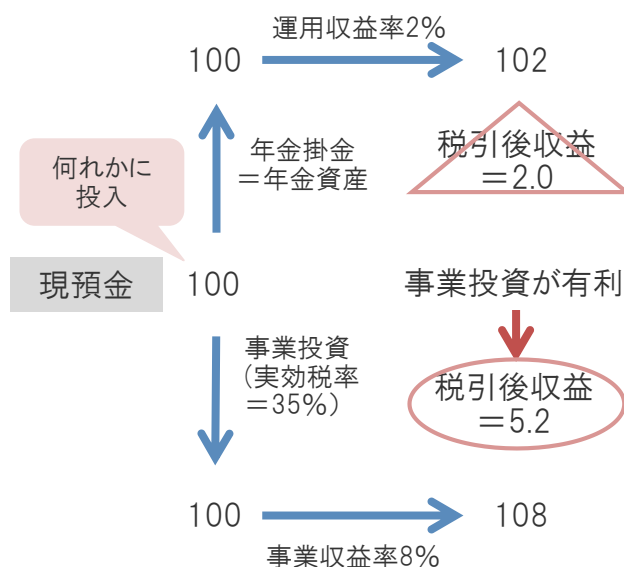 運用収益率2%
100
102
何れかに
投入
年金掛金
＝年金資産
税引後収益
＝2.0
現預金
100
事業投資が有利
事業投資
(実効税率
＝35%)
税引後収益
＝5.2
100
108
事業収益率8%